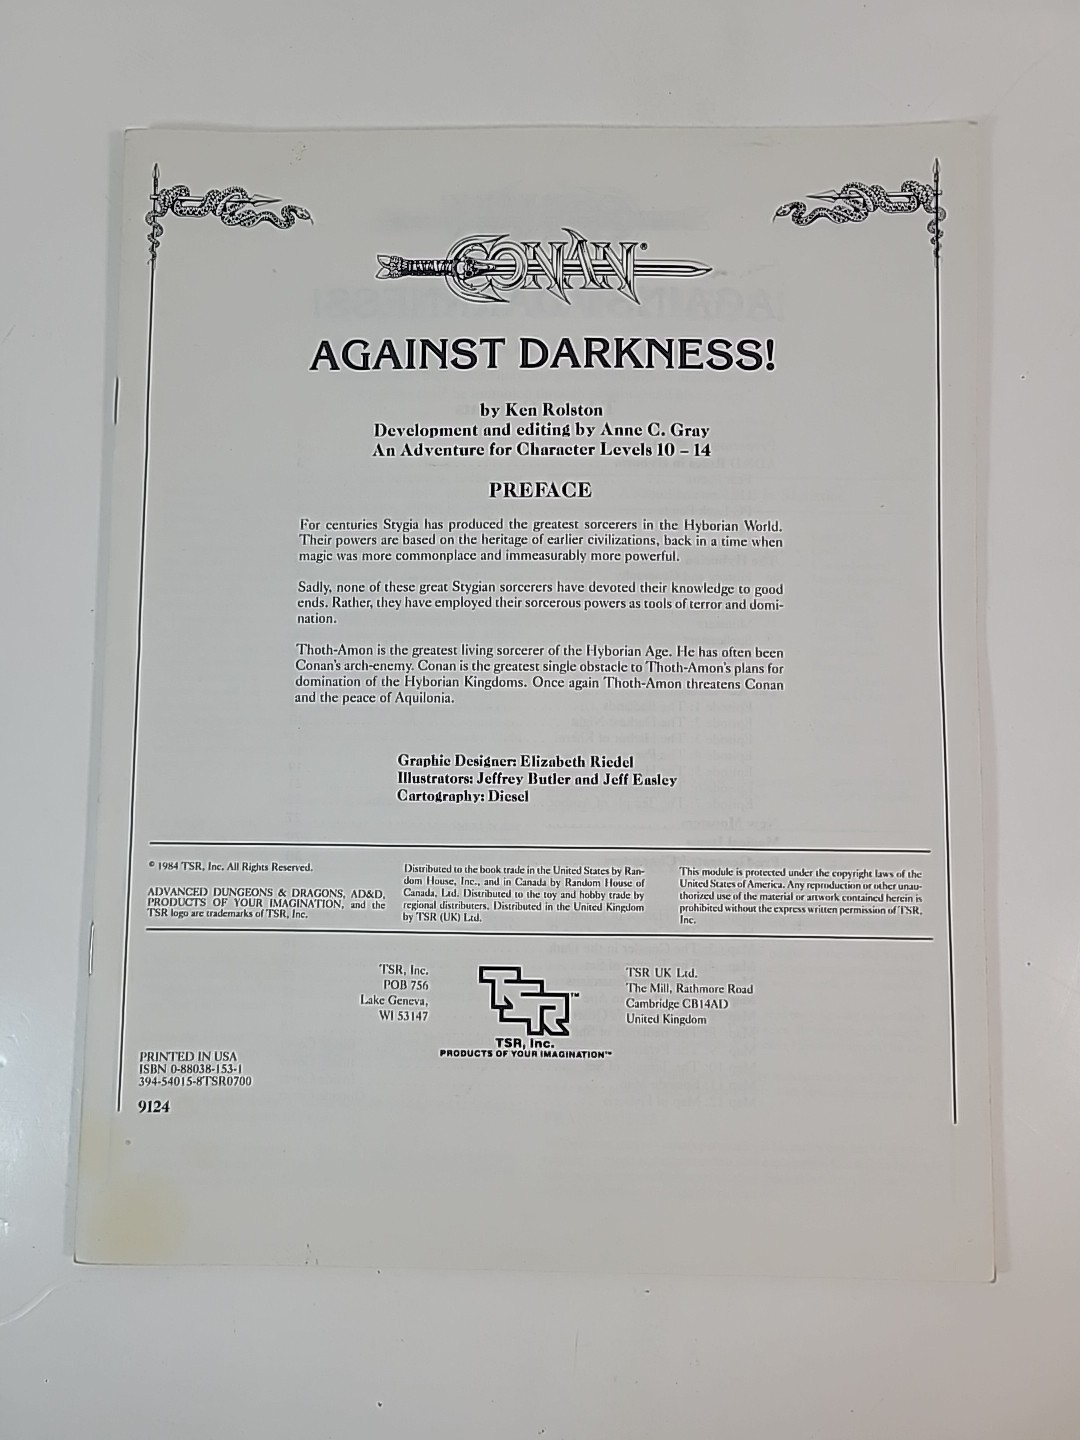 CONAN®
AGAINST DARKNESS!
by Ken Rolston
Development and editing by Anne C. Gray
An Adventure for Character Levels 10 – 14
PREFACE
For centuries Stygia has produced the greatest sorcerers in the Hyborian World.
Their powers are based on the heritage of earlier civilizations, back in a time when
magic was more commonplace and immeasurably more powerful.
Sadly, none of these great Stygian sorcerers have devoted their knowledge to good
ends. Rather, they have employed their sorcerous powers as tools of terror and domi-
nation.
Thoth-Amon is the greatest living sorcerer of the Hyborian Age. He has often been
Conan's arch-enemy. Conan is the greatest single obstacle to Thoth-Amon's plans for
domination of the Hyborian Kingdoms. Once again Thoth-Amon threatens Conan
and the peace of Aquilonia.
Graphic Designer: Elizabeth Riedel
Illustrators: Jeffrey Butler and Jeff Easley
Cartography: Diesel
© 1984 TSR, Inc. All Rights Reserved.
ADVANCED DUNGEONS & DRAGONS, AD&D,
PRODUCTS OF YOUR IMAGINATION, and the
TSR logo are trademarks of TSR, Inc.
Distributed to the book trade in the United States by Ran-
dom House, Inc., and in Canada by Random House of
Canada, Ltd. Distributed to the toy and hobby trade by
regional distributers. Distributed in the United Kingdom
by TSR (UK) Ltd.
This module is protected under the copyright laws of the
United States of America. Any reproduction or other unau-
thorized use of the material or artwork contained herein is
prohibited without the express written permission of TSR,
Inc.
TSR, Inc.
POB 756
Lake Geneva,
WI 53147
TSR™
TSR, Inc.
PRODUCTS OF YOUR IMAGINATION™
TSR UK Ltd.
The Mill, Rathmore Road
Cambridge CB14AD
United Kingdom
PRINTED IN USA
ISBN 0-88038-153-1
394-54015-8TSR0700
9124